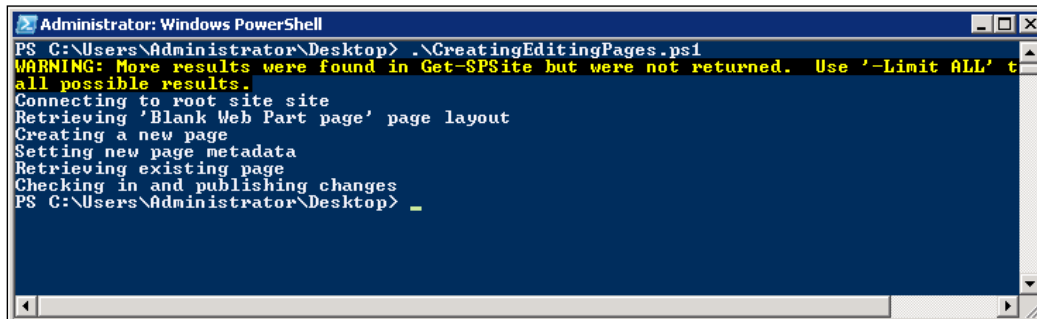 Administrator: Windows PowerShell
PS C:\Users\Administrator\Desktop> .\CreatingEditingPages.ps1
WARNING: More results were found in Get-SPSite but were not returned.  Use '-Limit ALL' t
all possible results.
Connecting to root site site
Retrieving 'Blank Web Part page' page layout
Creating a new page
Setting new page metadata
Retrieving existing page
Checking in and publishing changes
PS C:\Users\Administrator\Desktop> _